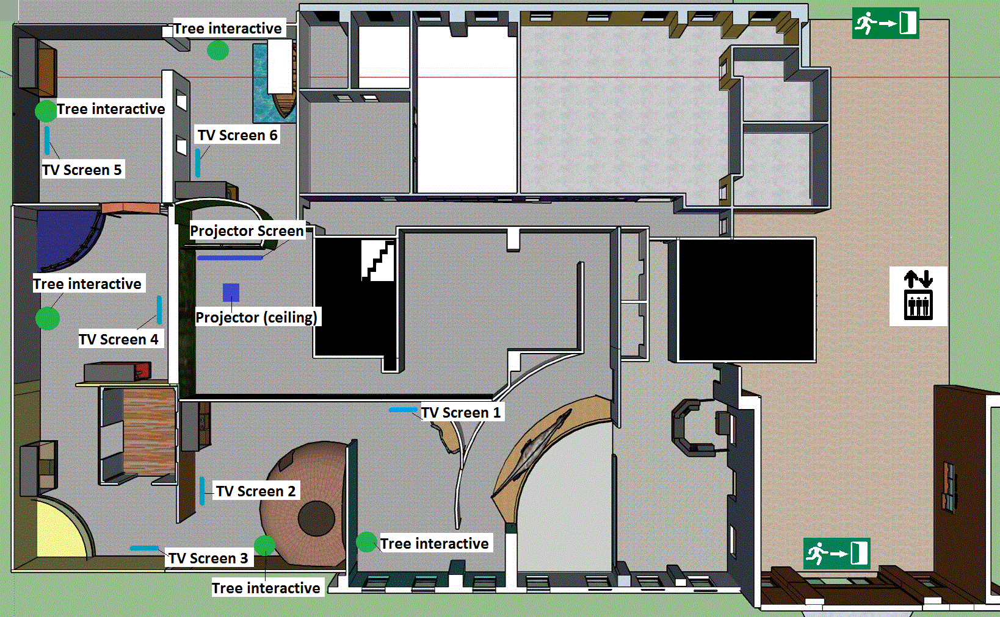 Tree interactive
Tree interactive
TV Screen 6
TV Screen 5
Projector Screen
Tree interactive
Projector (ceiling)
TV Screen 4
TV Screen 1
TV Screen 2
Tree interactive
TV Screen 3
Tree interactive